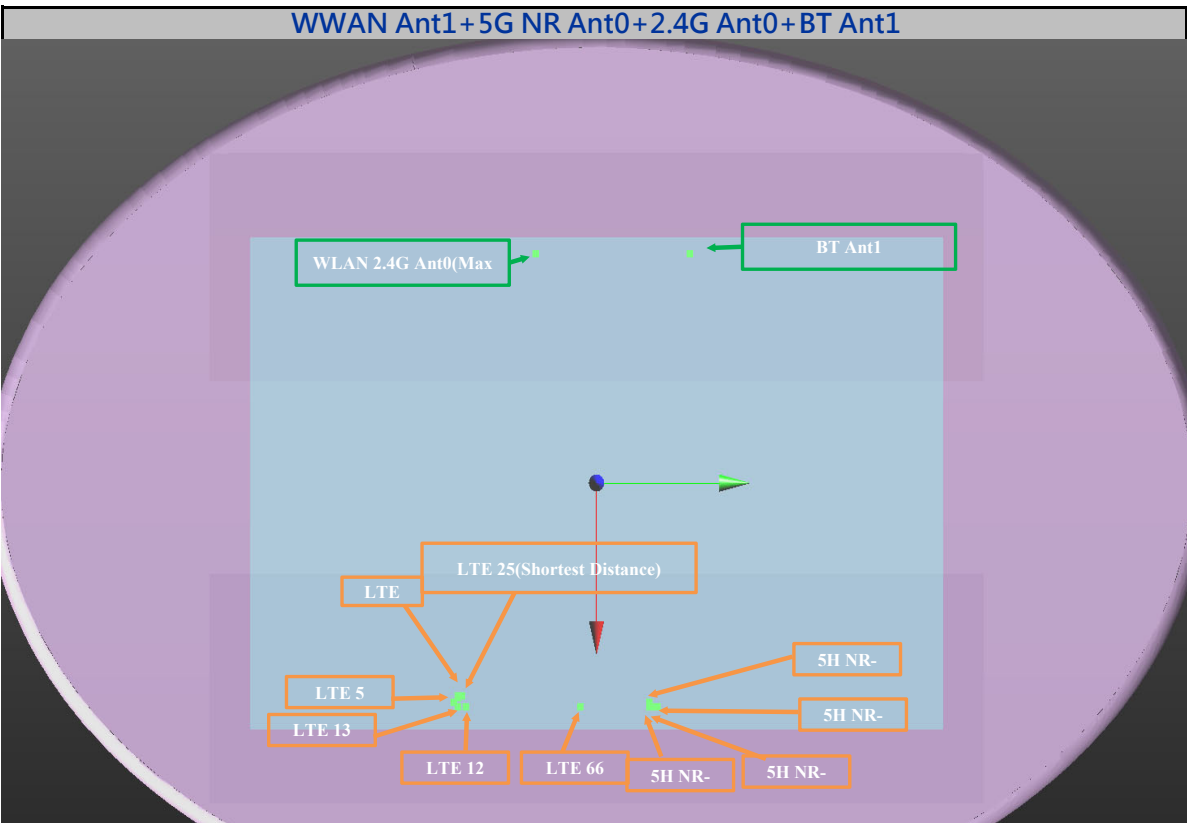 WWAN Ant1+5G NR Ant0+2.4G Ant0+BT Ant1
BT Ant1
WLAN 2.4G Ant0(Max
LTE 25(Shortest Distance)
LTE
5H NR-
LTE 5
5H NR-
LTE 13
LTE 12
LTE 66
5H NR-
5H NR-